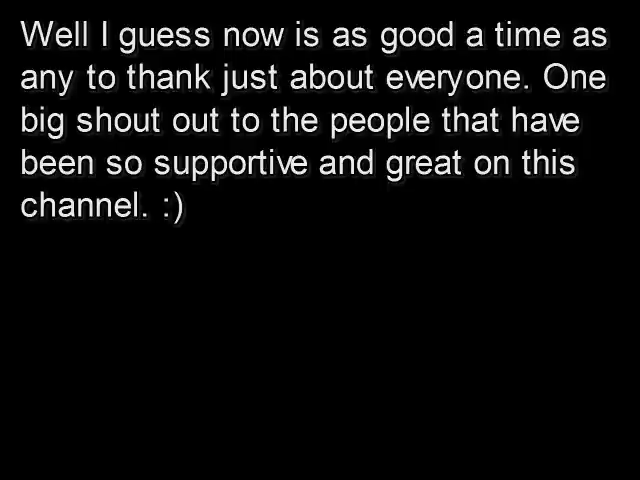 Well I guess now is as good a time as
any to thank just about everyone. One
big shout out to the people that have
been so supportive and great on this
channel. :)